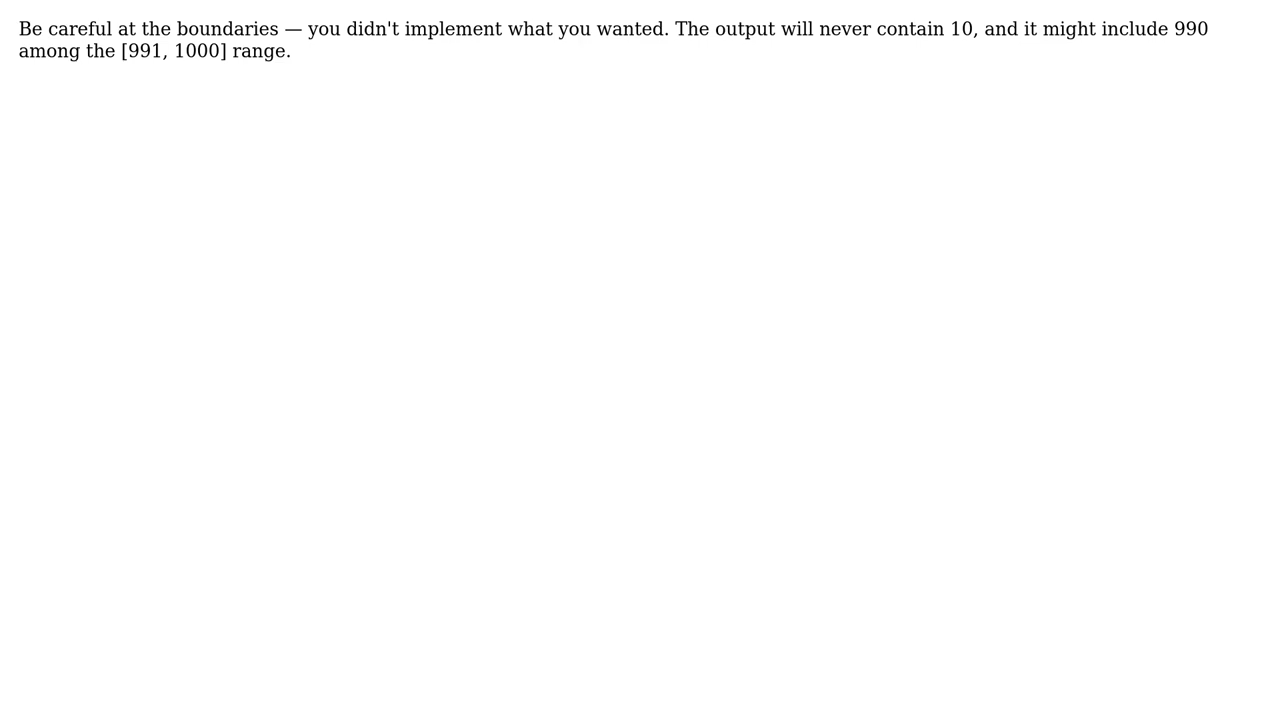 Be careful at the boundaries — you didn't implement what you wanted. The output will never contain 10, and it might include 990
among the [991, 1000] range.